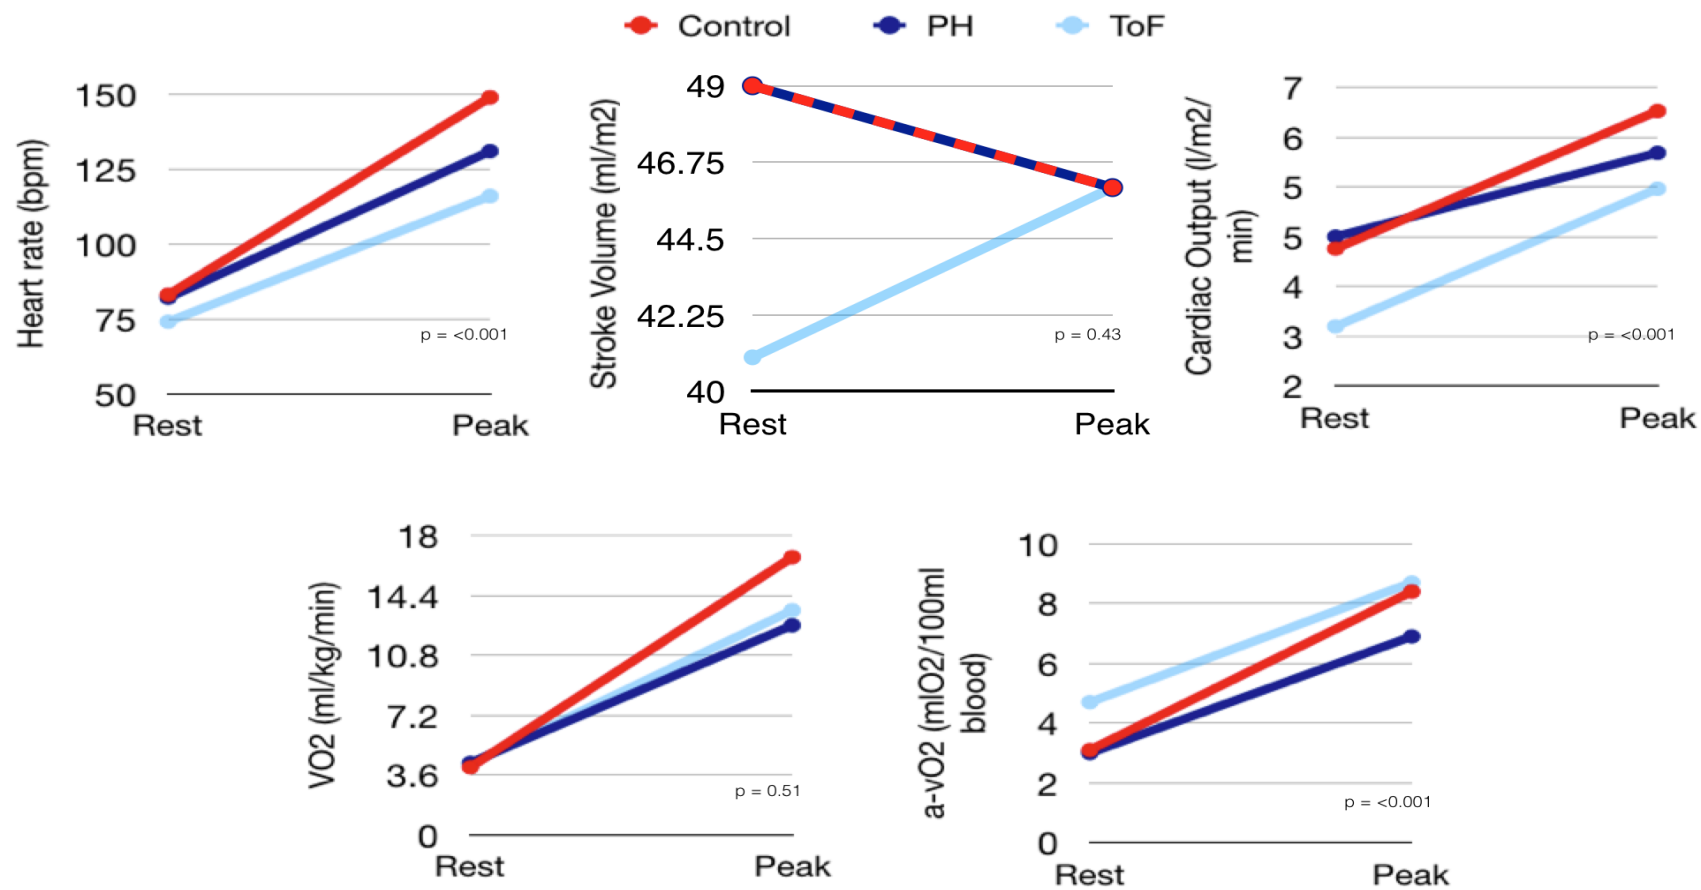 Control PH ToF
Heart rate (bpm)
150
125
100
75
50
p = <0.001
Rest Peak
Stroke Volume (ml/m2)
49
46.75
44.5
42.25
40
p = 0.43
Rest Peak
Cardiac Output (l/m2/
min)
7
6
5
5
4
3
2
p = <0.001
Rest Peak
VO2 (ml/kg/min)
18
14.4
10.8
7.2
3.6
0
p = 0.51
Rest Peak
a-vO2 (mlO2/100ml
blood)
10
8
6
4
2
0
p = <0.001
Rest Peak